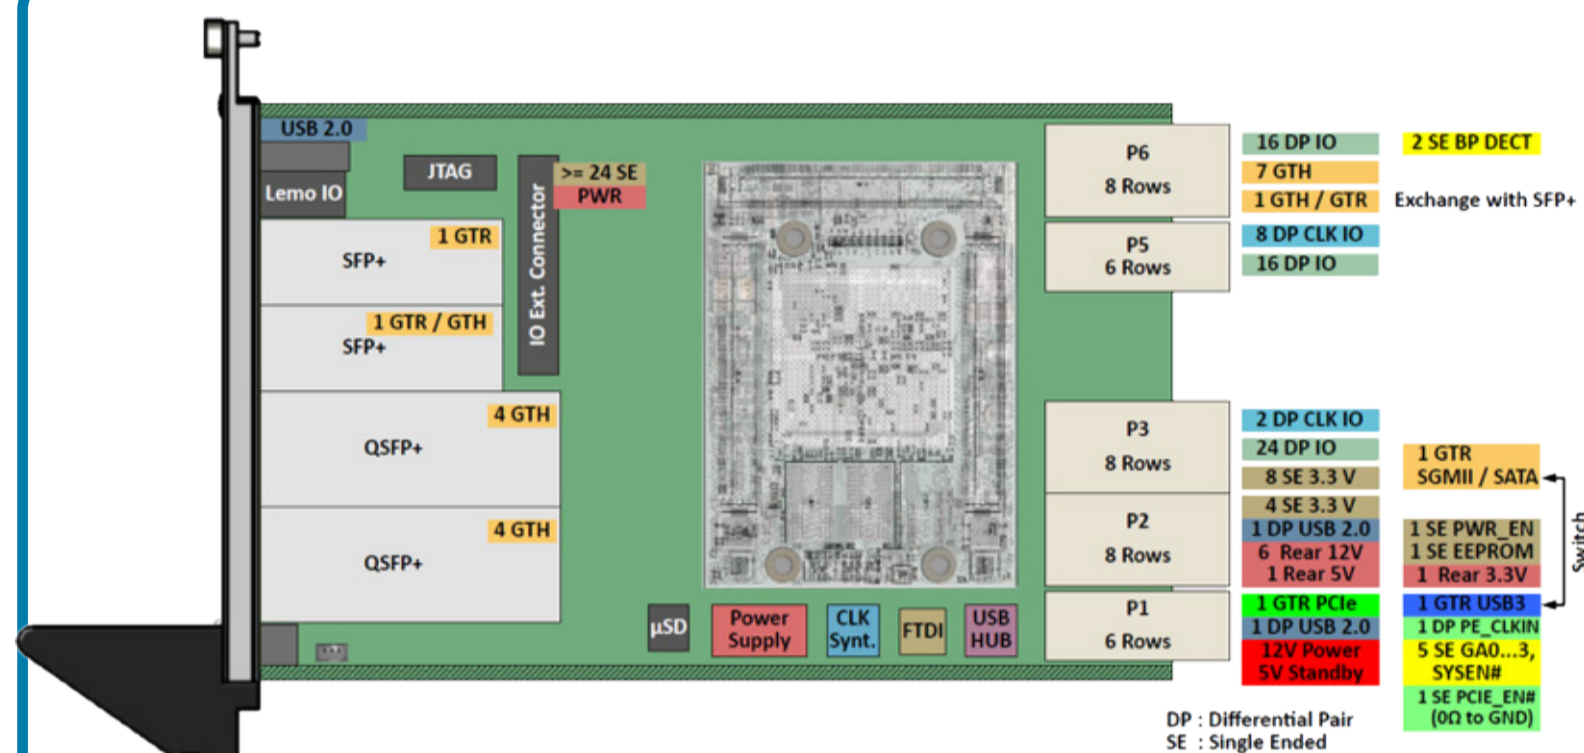 USB 2.0
Lemo IO
JTAG
IO Ext. Connector
>= 24 SE
PWR
1 GTR
SFP+
1 GTR / GTH
SFP+
4 GTH
QSFP+
4 GTH
QSFP+
µSD
Power
Supply
CLK
Synt.
FTDI
USB
HUB
P6
8 Rows
16 DP IO
2 SE BP DECT
7 GTH
1 GTH / GTR
Exchange with SFP+
P5
6 Rows
8 DP CLK IO
16 DP IO
P3
8 Rows
2 DP CLK IO
24 DP IO
8 SE 3.3 V
1 GTR
SGMII / SATA
Switch
P2
8 Rows
4 SE 3.3 V
1 DP USB 2.0
6 Rear 12V
1 Rear 5V
1 SE PWR_EN
1 SE EEPROM
1 Rear 3.3V
P1
6 Rows
1 GTR PCIe
1 DP USB 2.0
12V Power
5V Standby
1 GTR USB3
1 DP PE_CLKIN
5 SE GA0...3,
SYSEN#
1 SE PCIE_EN#
(0Ω to GND)
DP : Differential Pair
SE : Single Ended